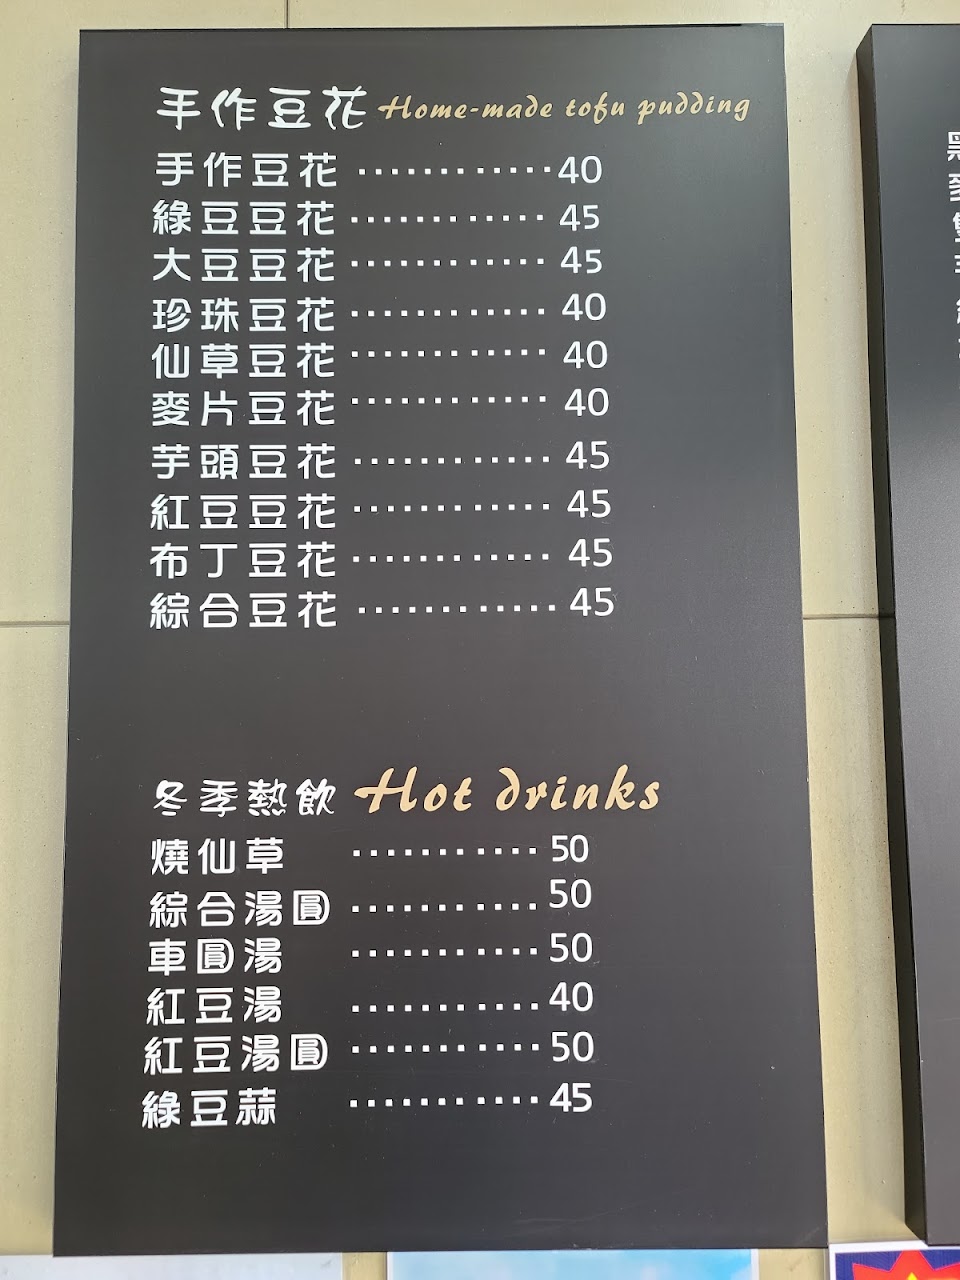 手作豆花 Home-made tofu pudding
手作豆花 ············ 40
綠豆豆花 ············ 45
大豆豆花 ············ 45
珍珠豆花 ············ 40
仙草豆花 ············ 40
麥片豆花 ············ 40
芋頭豆花 ············ 45
紅豆豆花 ············ 45
布丁豆花 ············ 45
綜合豆花 ············ 45
冬季熱飲 Hot drinks
燒仙草 ··········· 50
綜合湯圓 ··········· 50
車圓湯 ··········· 50
紅豆湯 ··········· 40
紅豆湯圓 ··········· 50
綠豆蒜 ··········· 45